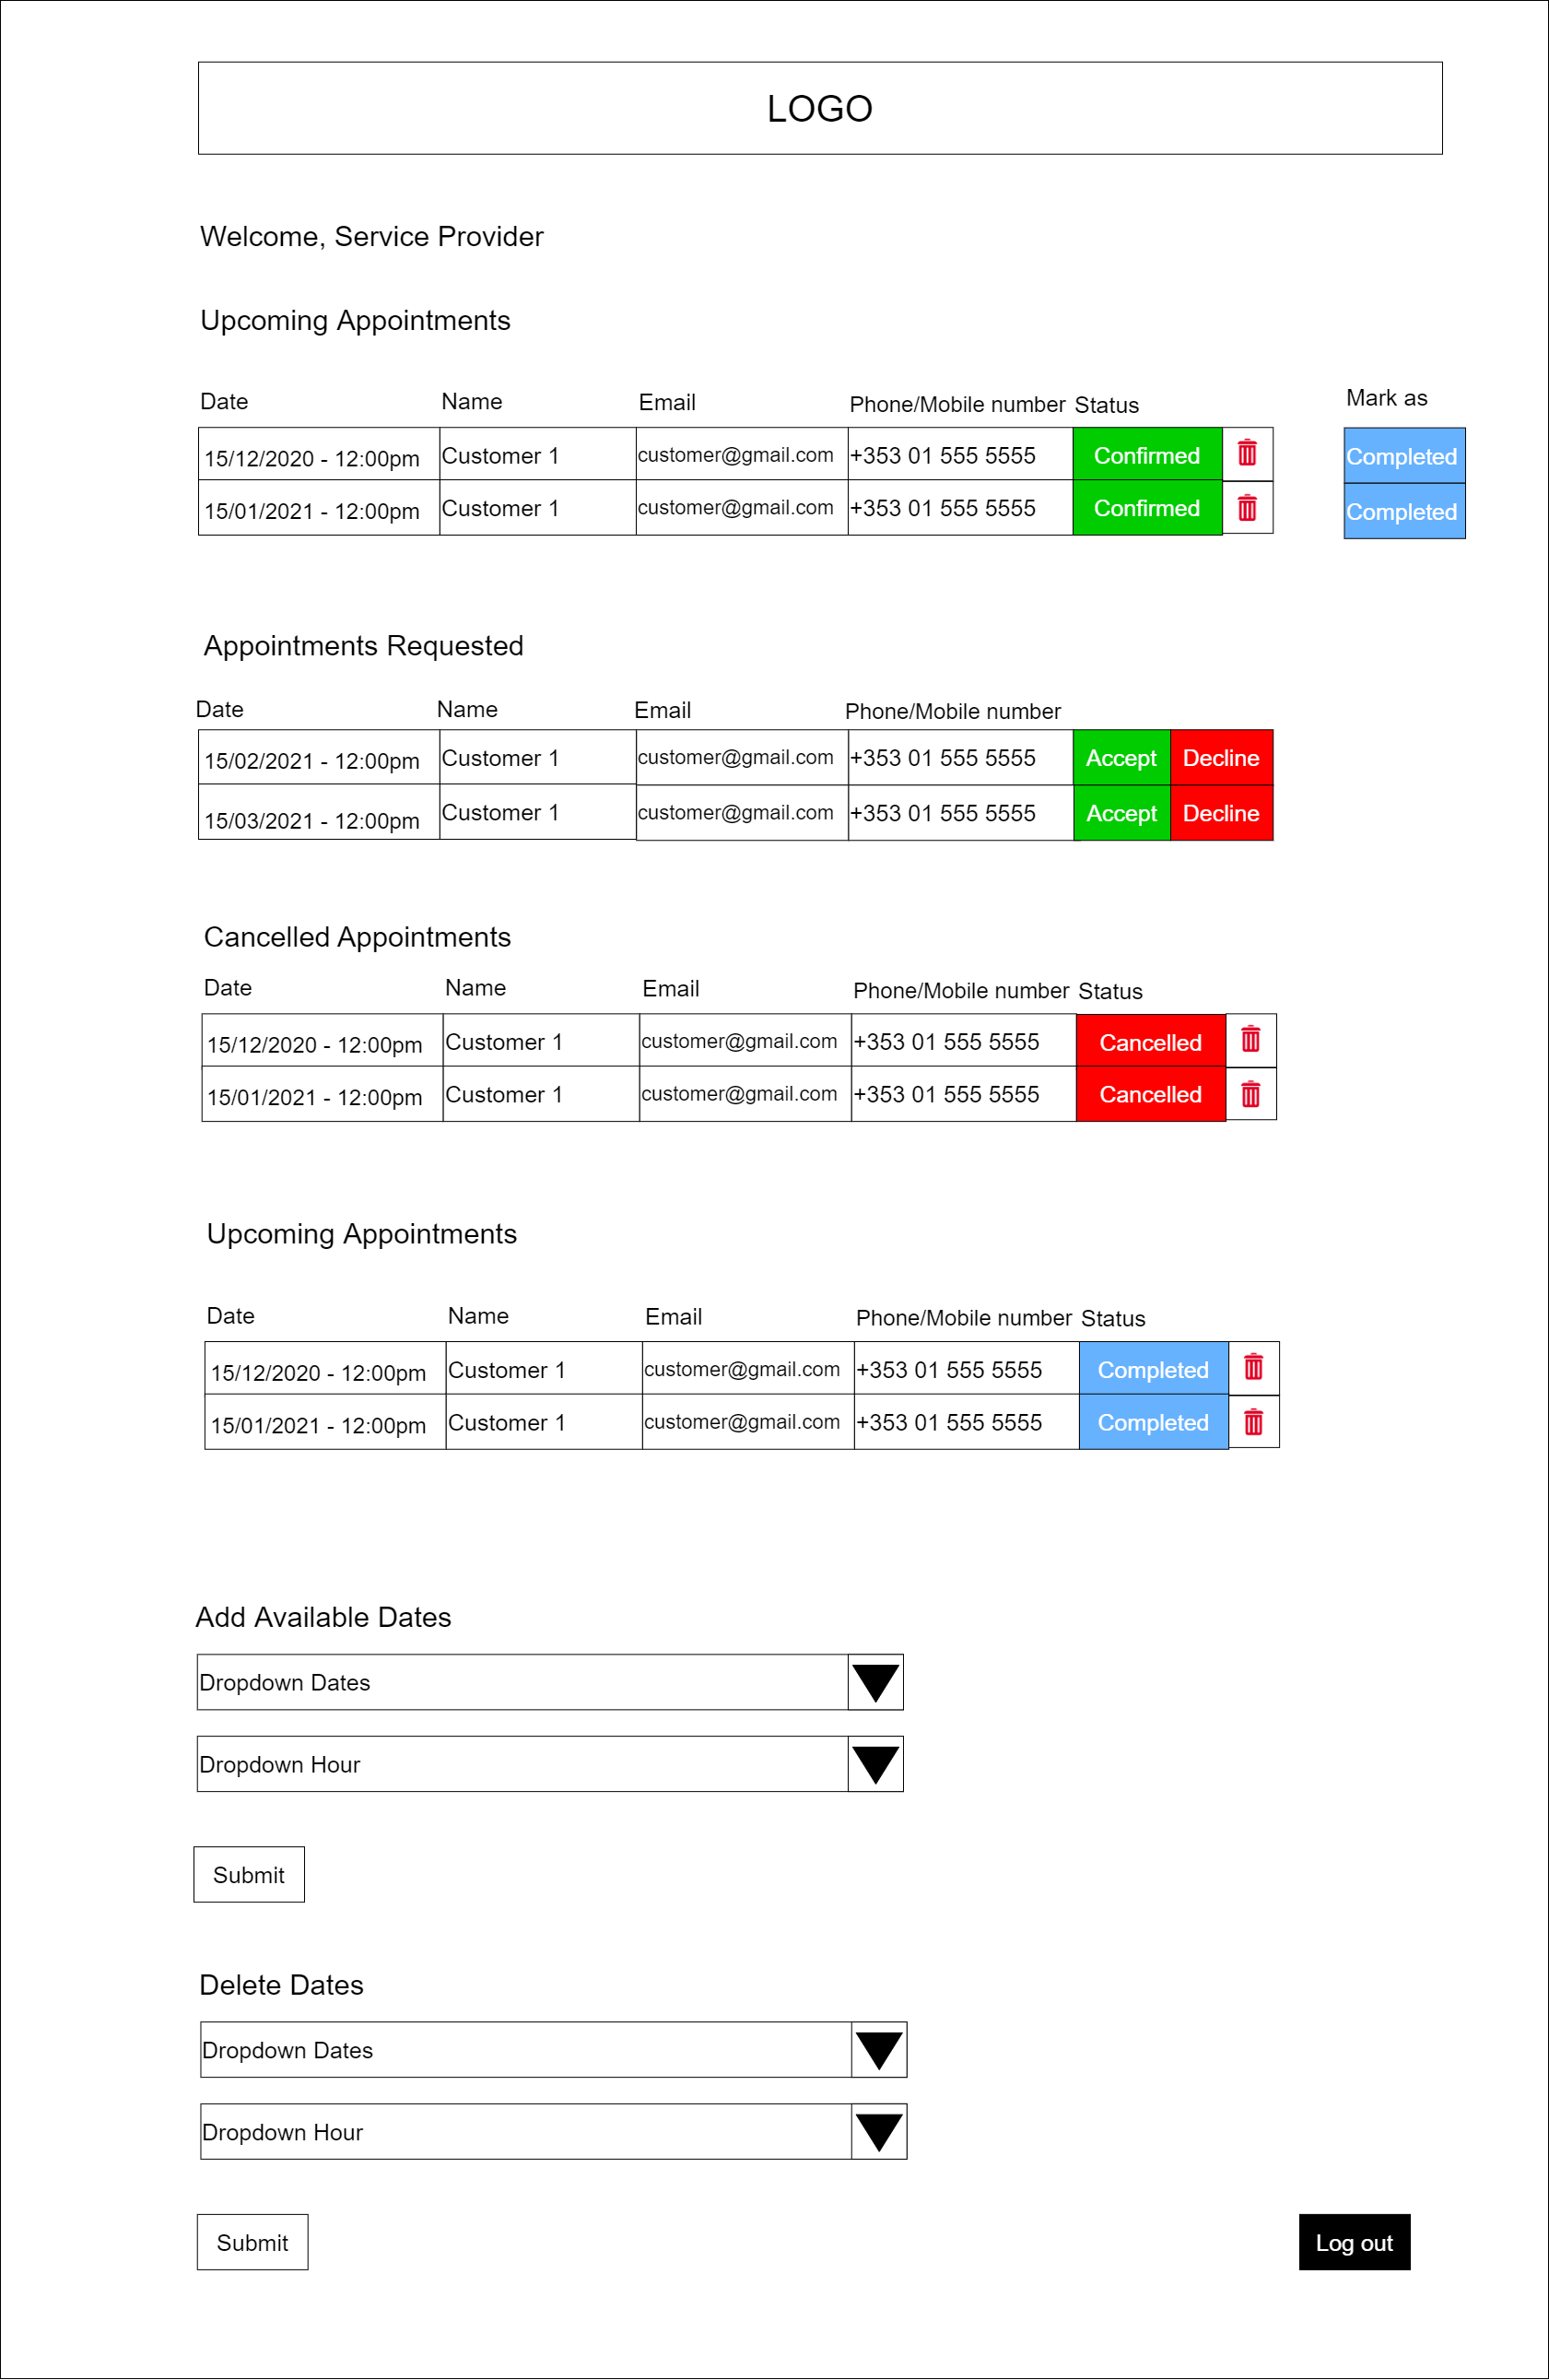 LOGO
Welcome, Service Provider
Upcoming Appointments
Date Name Email Phone/Mobile number Status Mark as
15/12/2020 - 12:00pm Customer 1 customer@gmail.com +353 01 555 5555 Confirmed Completed
15/01/2021 - 12:00pm Customer 1 customer@gmail.com +353 01 555 5555 Confirmed Completed
Appointments Requested
Date Name Email Phone/Mobile number
15/02/2021 - 12:00pm Customer 1 customer@gmail.com +353 01 555 5555 Accept Decline
15/03/2021 - 12:00pm Customer 1 customer@gmail.com +353 01 555 5555 Accept Decline
Cancelled Appointments
Date Name Email Phone/Mobile number Status
15/12/2020 - 12:00pm Customer 1 customer@gmail.com +353 01 555 5555 Cancelled
15/01/2021 - 12:00pm Customer 1 customer@gmail.com +353 01 555 5555 Cancelled
Upcoming Appointments
Date Name Email Phone/Mobile number Status
15/12/2020 - 12:00pm Customer 1 customer@gmail.com +353 01 555 5555 Completed
15/01/2021 - 12:00pm Customer 1 customer@gmail.com +353 01 555 5555 Completed
Add Available Dates
Dropdown Dates
Dropdown Hour
Submit
Delete Dates
Dropdown Dates
Dropdown Hour
Submit Log out